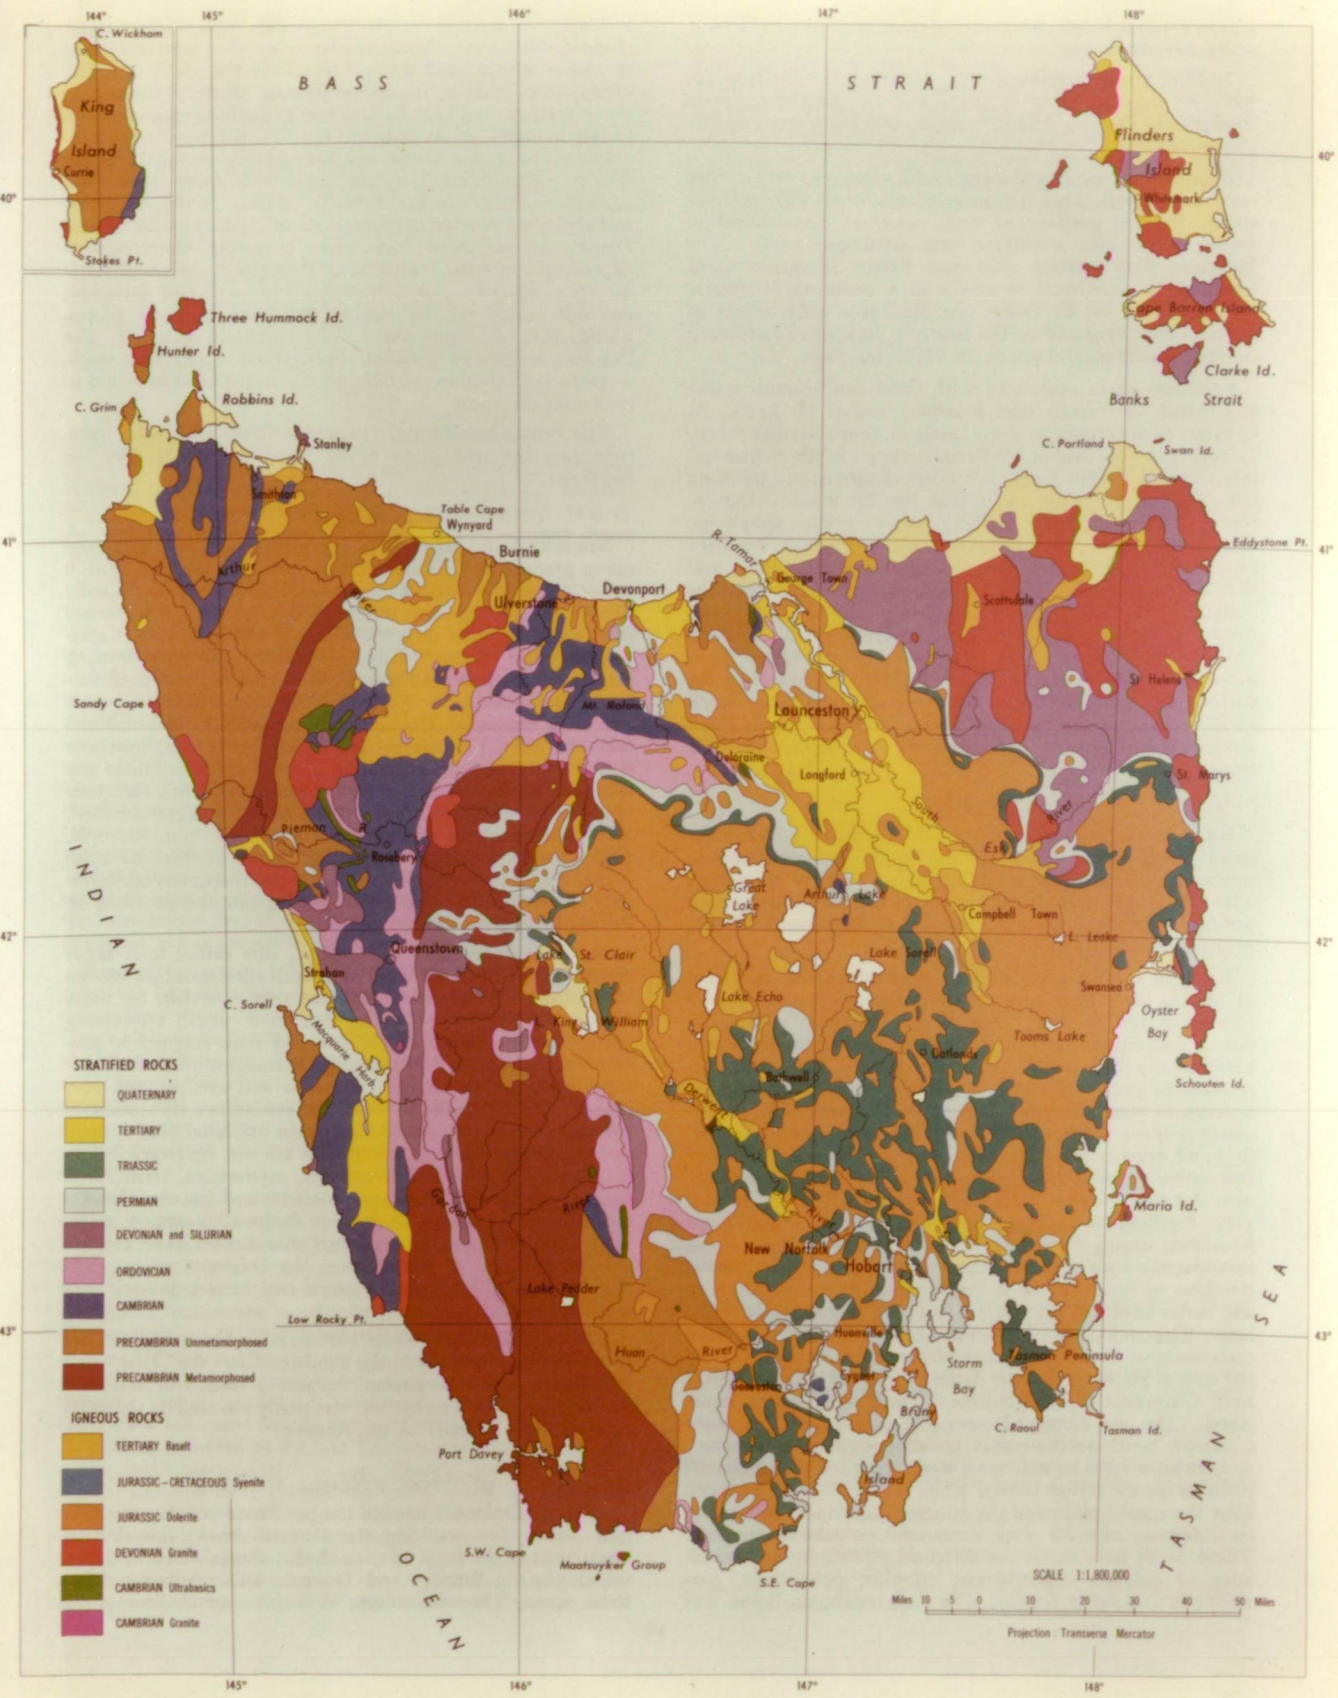 144°
145°
146°
147°
148°
C. Wickham
BASS STRAIT
King
Island
Currie
Flinders
Island
40°
Whitemark
40°
Stokes Pt.
Three Hummock Id.
Cape Barren Island
Hunter Id.
Clarke Id.
Robbins Id.
Banks Strait
C. Grim
Stanley
C. Portland
Swan Id.
Smithton
Table Cape
Wynyard
41°
R. Tamar
Eddystone Pt.
41°
Burnie
Arthur
River
George Town
Devonport
Ulverstone
Scottsdale
St Helens
Sandy Cape
Mt. Roland
Launceston
Deloraine
Longford
St. Marys
South
Esk
River
Pieman
R.
Rosebery
Great
Lake
Arthurs Lake
Campbell Town
L. Leake
42°
Queenstown
Lake St. Clair
Lake Sorell
42°
Strahan
Swansea
C. Sorell
Lake Echo
Oyster
Bay
L. King William
Macquarie Harb.
Tooms Lake
Oatlands
Bothwell
Schouten Id.
Derwent
River
Gordon
River
Maria Id.
New Norfolk
Hobart
Lake Pedder
Low Rocky Pt.
43°
Huonville
Huon River
Storm
Bay
Tasman Peninsula
Geeveston
Cygnet
Bruny
Island
C. Raoul
Tasman Id.
Port Davey
S.W. Cape
Maatsuyker Group
S.E. Cape
INDIAN
OCEAN
TASMAN
SEA
STRATIFIED ROCKS
QUATERNARY
TERTIARY
TRIASSIC
PERMIAN
DEVONIAN and SILURIAN
ORDOVICIAN
CAMBRIAN
PRECAMBRIAN Unmetamorphosed
PRECAMBRIAN Metamorphosed
IGNEOUS ROCKS
TERTIARY Basalt
JURASSIC-CRETACEOUS Syenite
JURASSIC Dolerite
DEVONIAN Granite
CAMBRIAN Ultrabasics
CAMBRIAN Granite
43°
SCALE 1:1,800,000
Miles 10 5 0 10 20 30 40 50 Miles
Projection : Transverse Mercator
145°
146°
147°
148°